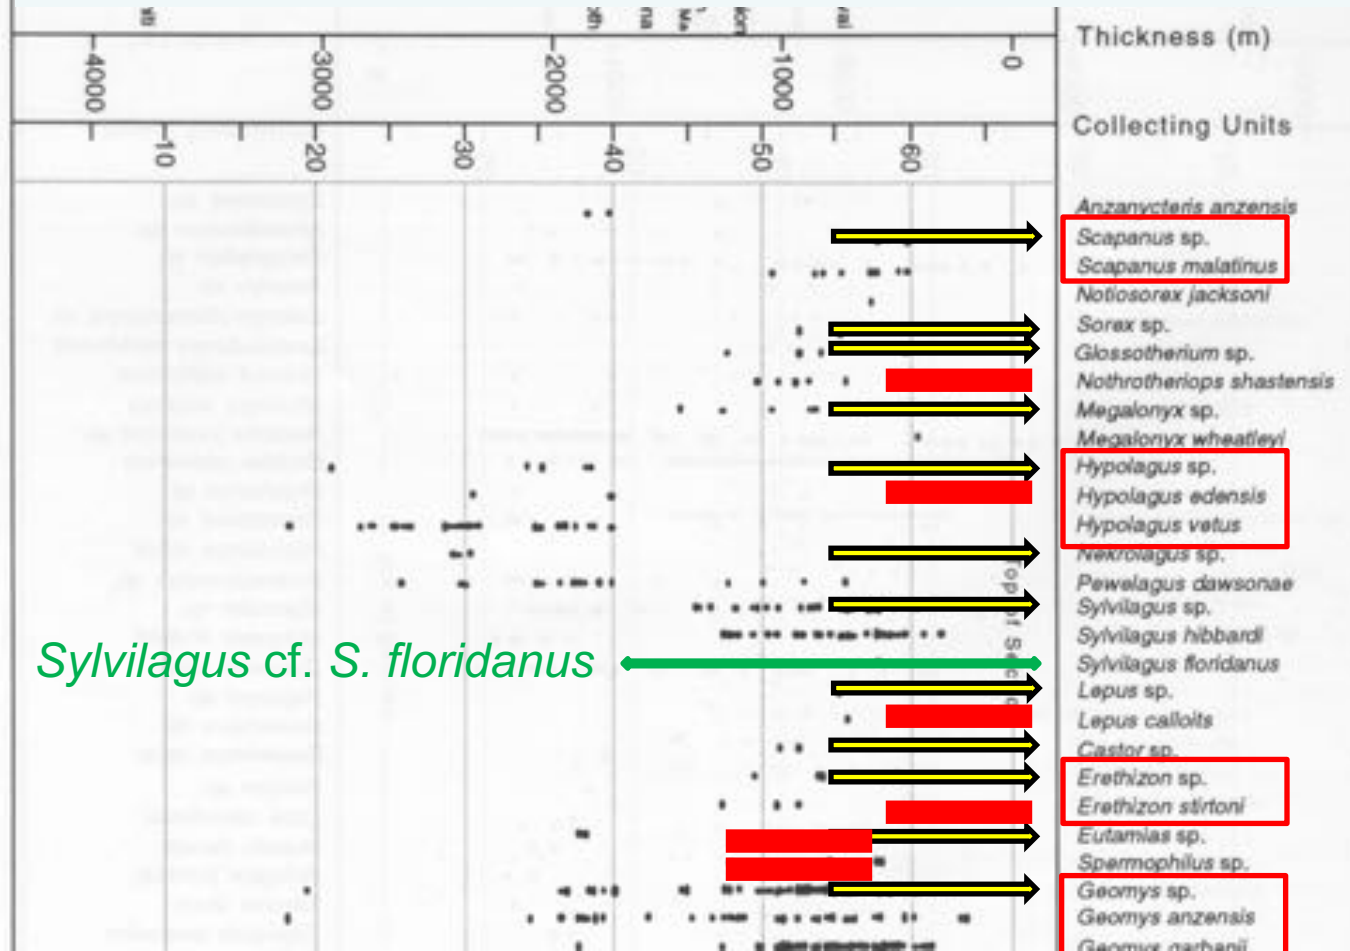 Thickness (m)
4000 3000 2000 1000 0
Collecting Units
10 20 30 40 50 60
Anzanycteris anzensis
Scapanus sp.
Scapanus malatinus
Notiosorex jacksoni
Sorex sp.
Glossotherium sp.
Nothrotheriops shastensis
Megalonyx sp.
Megalonyx wheatleyi
Hypolagus sp.
Hypolagus edensis
Hypolagus vetus
Nekrolagus sp.
Pewelagus dawsonae
Sylvilagus sp.
Sylvilagus hibbardi
Sylvilagus cf. S. floridanus
Sylvilagus floridanus
Lepus sp.
Lepus calloits
Castor sp.
Erethizon sp.
Erethizon stirtoni
Eutamias sp.
Spermophilus sp.
Geomys sp.
Geomys anzensis
Geomys garbanii